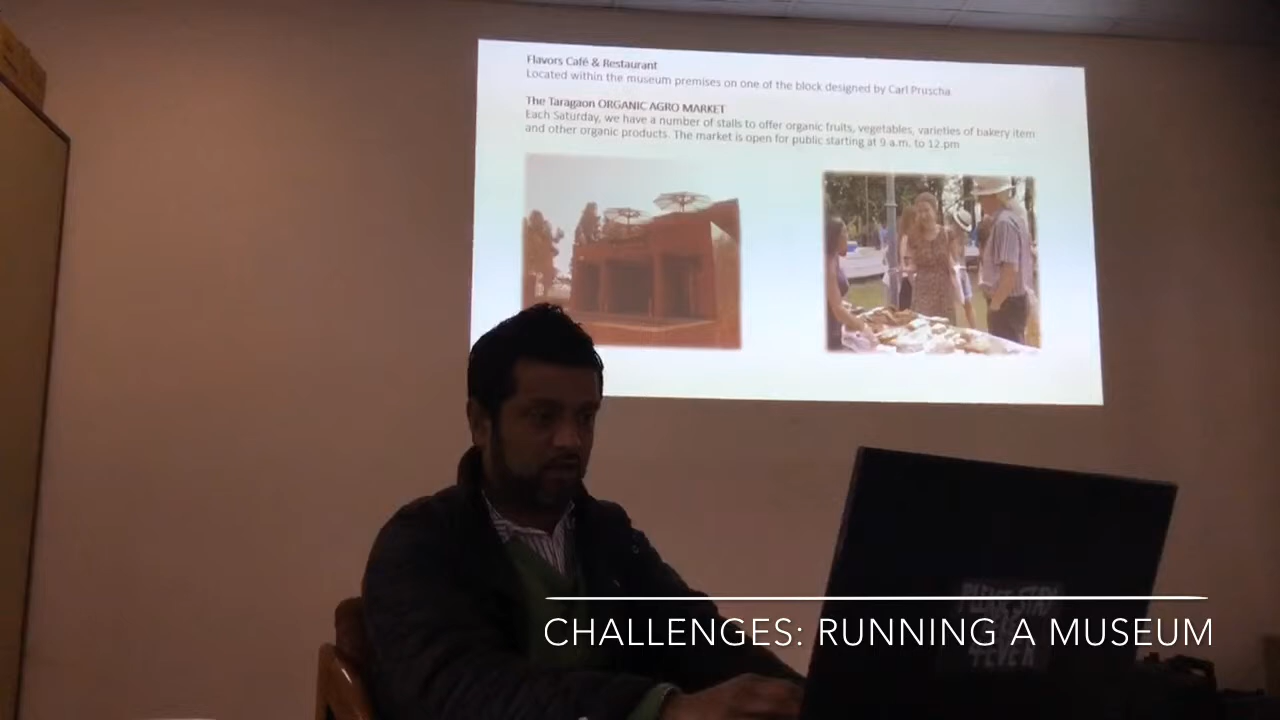 Flavors Café & Restaurant
Located within the museum premises on one of the block designed by Carl Pruscha.
The Taragaon ORGANIC AGRO MARKET
Each Saturday, we have a number of stalls to offer organic fruits, vegetables, varieties of bakery item
and other organic products. The market is open for public starting at 9 a.m. to 12.pm
PLEASE STAY
4EVER
CHALLENGES: RUNNING A MUSEUM